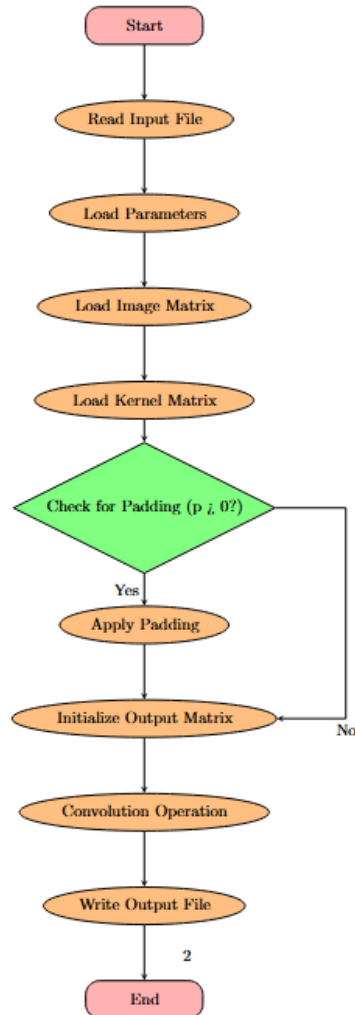 Start
Read Input File
Load Parameters
Load Image Matrix
Load Kernel Matrix
Check for Padding (p ¿ 0?)
Yes
Apply Padding
Initialize Output Matrix
No
Convolution Operation
Write Output File
2
End